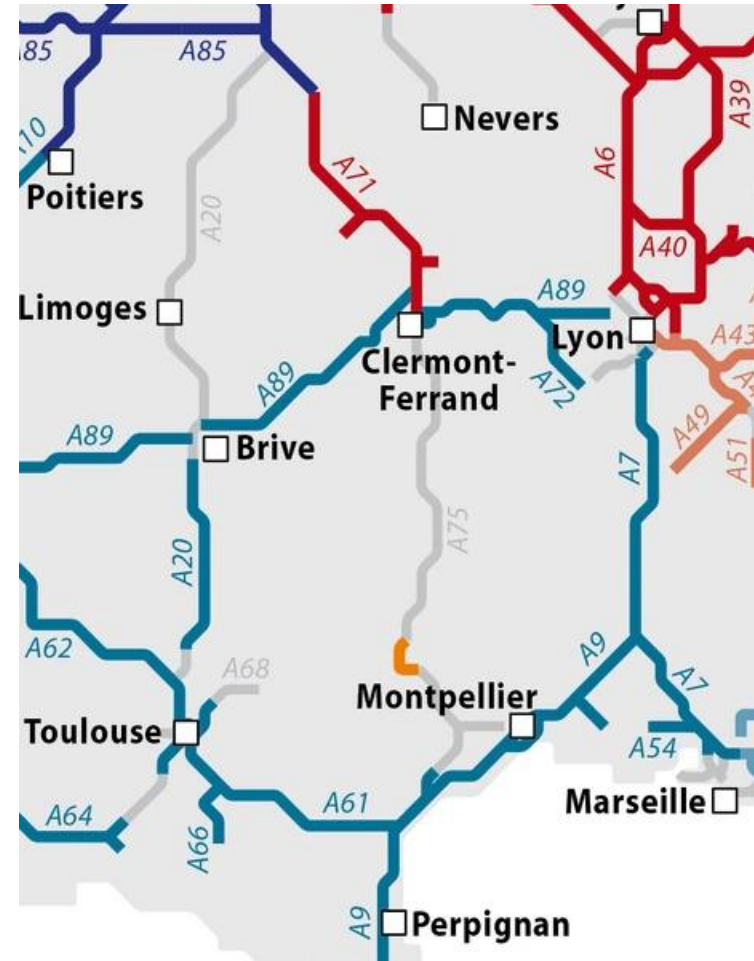 A85
Nevers
A39
A10
A71
A6
Poitiers
A20
A40
Limoges
A89
Lyon
A43
Clermont-
Ferrand
A89
A72
A49
A89
Brive
A7
A51
A75
A20
A62
A9
A68
Montpellier
A7
Toulouse
A54
Marseille
A64
A61
A66
A9
Perpignan